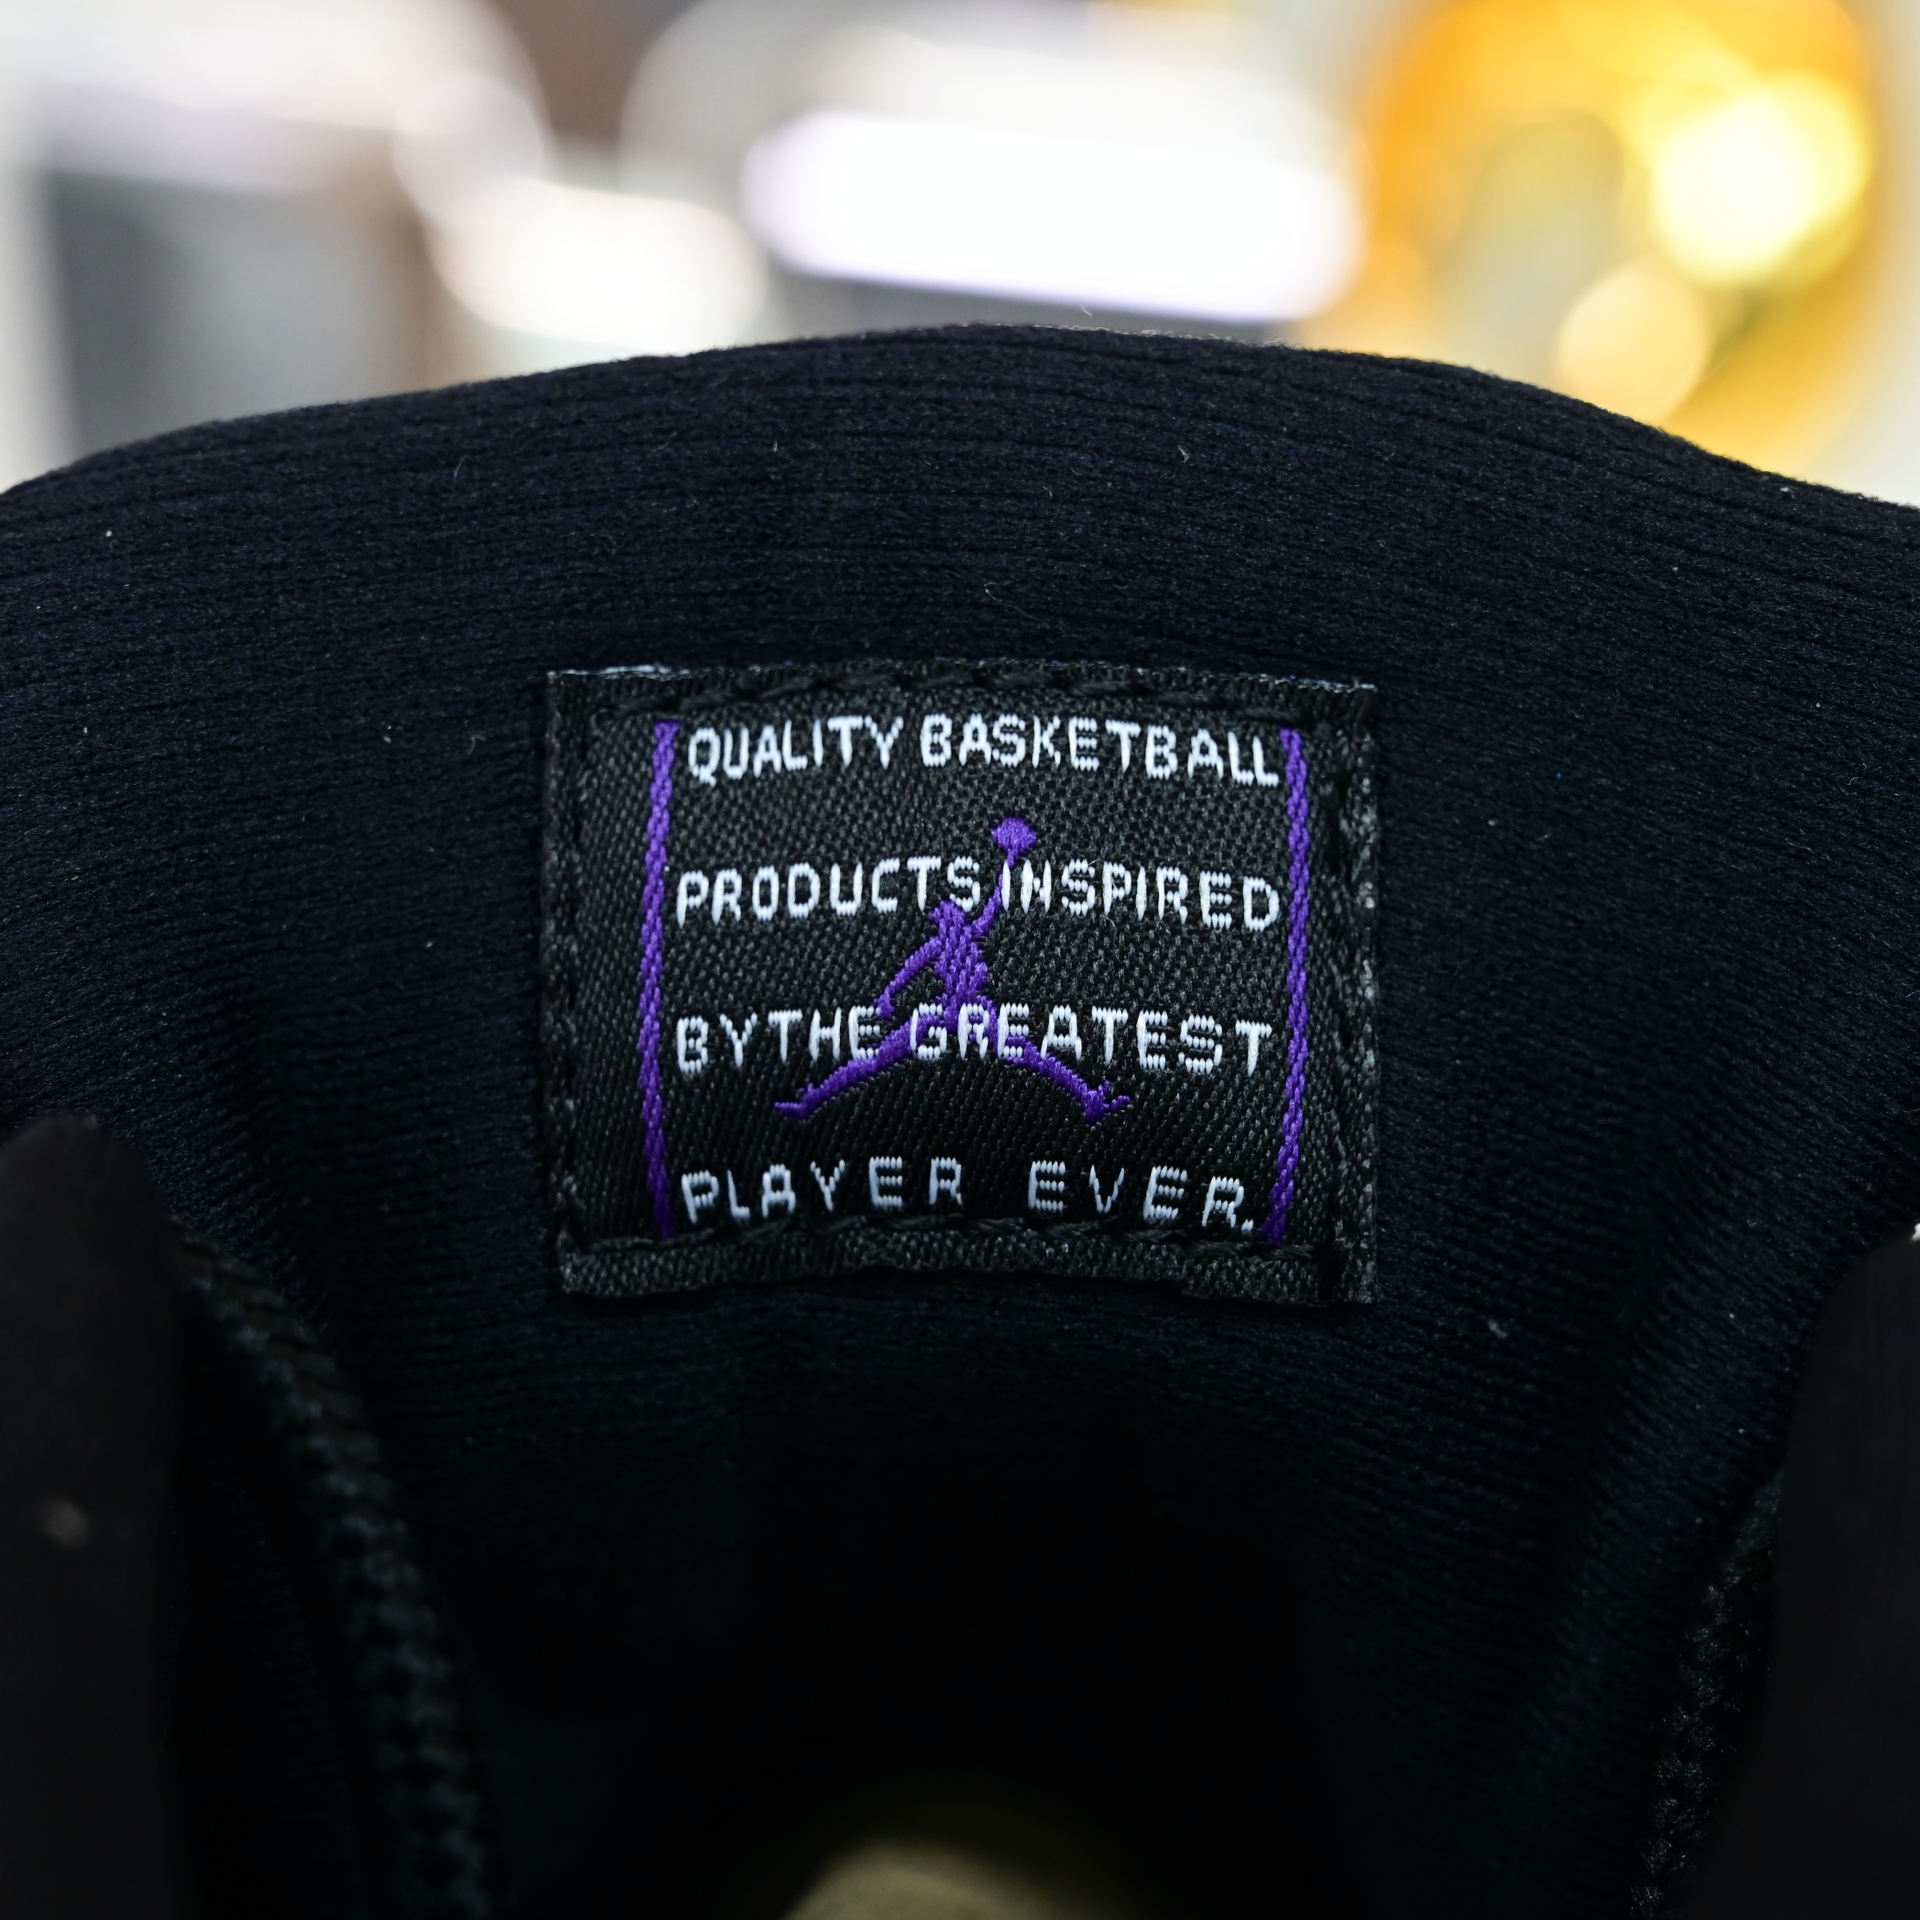 QUALITY BASKETBALL
PRODUCTS INSPIRED
BY THE GREATEST
PLAYER EVER.